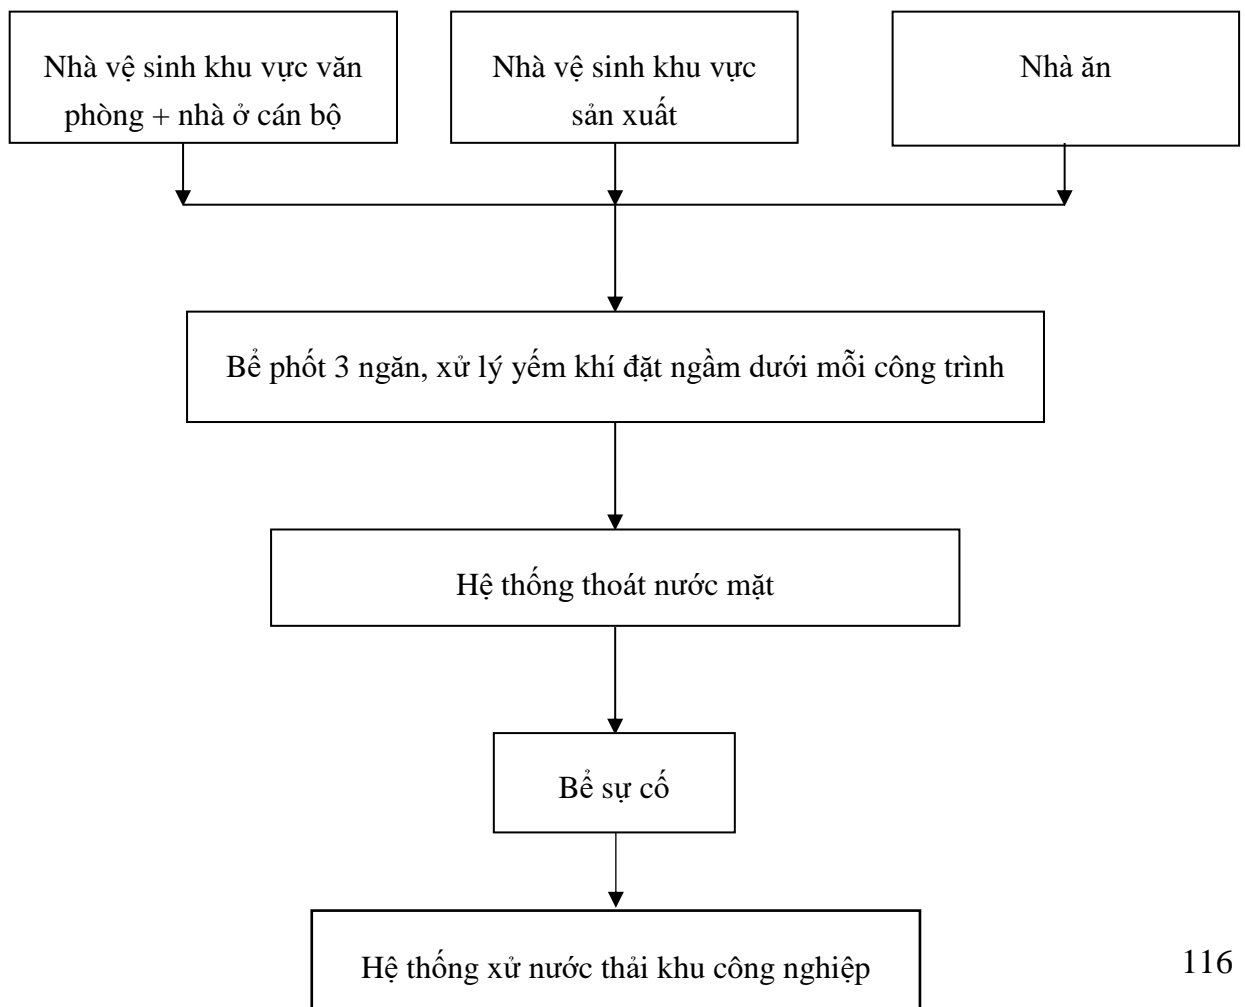 Nhà vệ sinh khu vực văn
phòng + nhà ở cán bộ
Nhà vệ sinh khu vực
sản xuất
Nhà ăn
Bể phốt 3 ngăn, xử lý yếm khí đặt ngầm dưới mỗi công trình
Hệ thống thoát nước mặt
Bể sự cố
Hệ thống xử nước thải khu công nghiệp
116